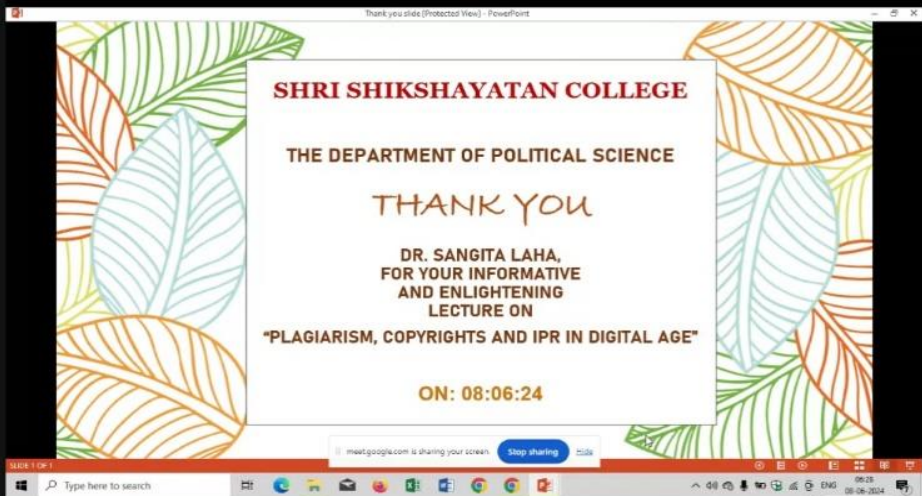 Thank you slide [Protected View] - PowerPoint
SHRI SHIKSHAYATAN COLLEGE
THE DEPARTMENT OF POLITICAL SCIENCE
THANK YOU
DR. SANGITA LAHA,
FOR YOUR INFORMATIVE
AND ENLIGHTENING
LECTURE ON
"PLAGIARISM, COPYRIGHTS AND IPR IN DIGITAL AGE"
ON: 08:06:24
meet.google.com is sharing your screen.
Stop sharing
Hide
SLIDE 1 OF 1
Type here to search
ENG
06:28
08-06-2024